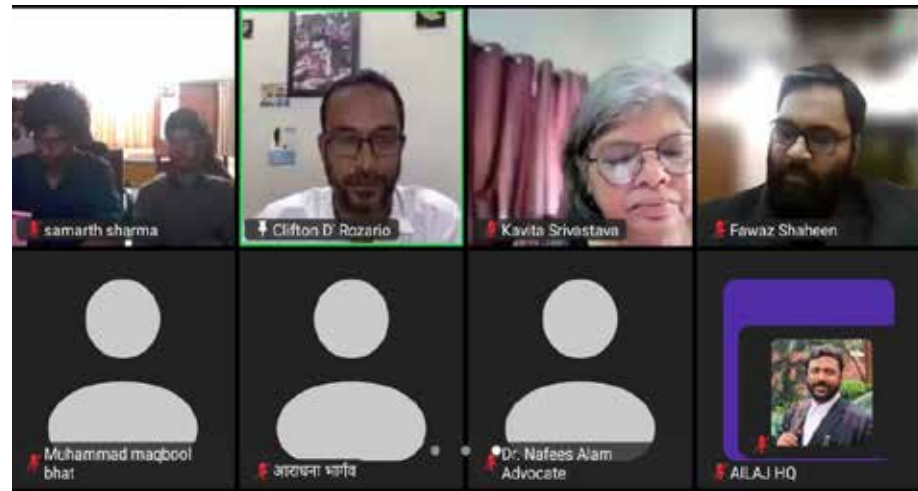 samarth sharma
Clifton D' Rozario
Kavita Srivastava
Fawaz Shaheen
Muhammad maqbool
bhat
आराधना भार्गव
Dr. Nafees Alam
Advocate
AILAJ HQ